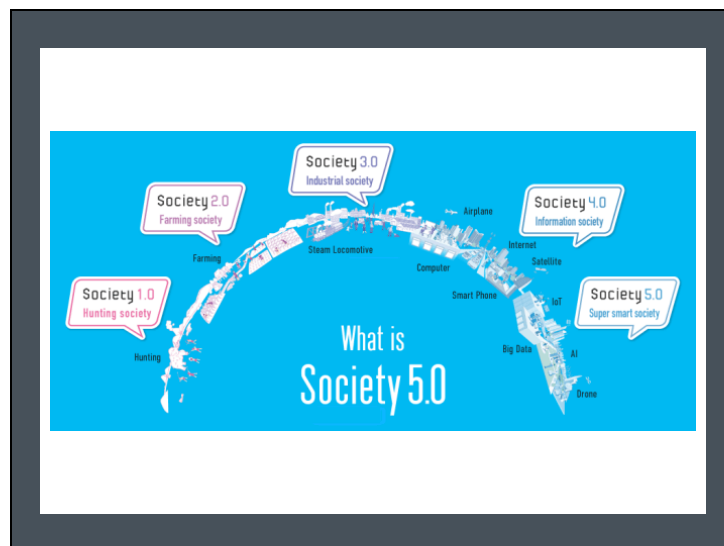 Society 1.0
Hunting society
Hunting
Society 2.0
Farming society
Farming
Society 3.0
Industrial society
Steam Locomotive
Airplane
Computer
Society 4.0
Information society
Internet
Satellite
Smart Phone
Society 5.0
Super smart society
IoT
Big Data
AI
Drone
What is
Society 5.0